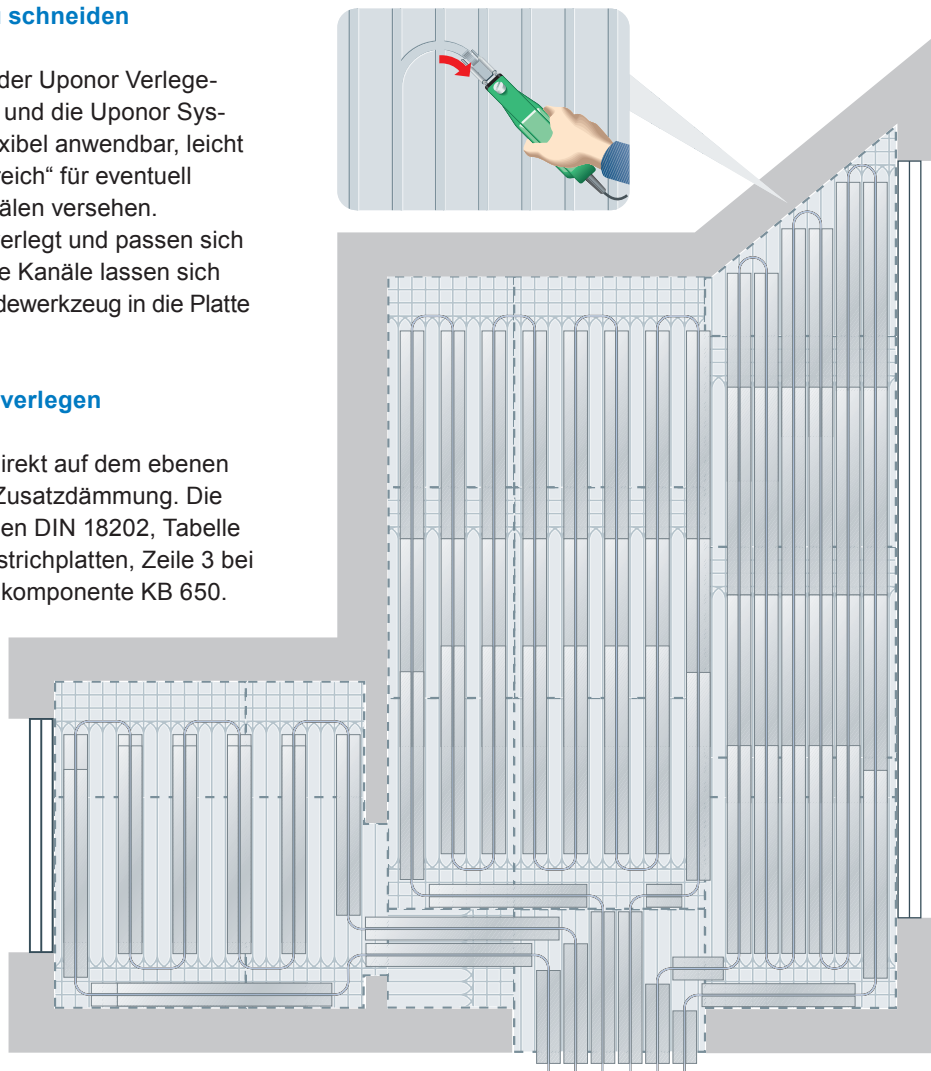 schneiden
der Uponor Verlege-
und die Uponor Sys-
xibel anwendbar, leicht
reich“ für eventuell
älen versehen.
erlegt und passen sich
e Kanäle lassen sich
dewerkzeug in die Platte
verlegen
irekt auf dem ebenen
Zusatzdämmung. Die
en DIN 18202, Tabelle
strichplatten, Zeile 3 bei
komponente KB 650.